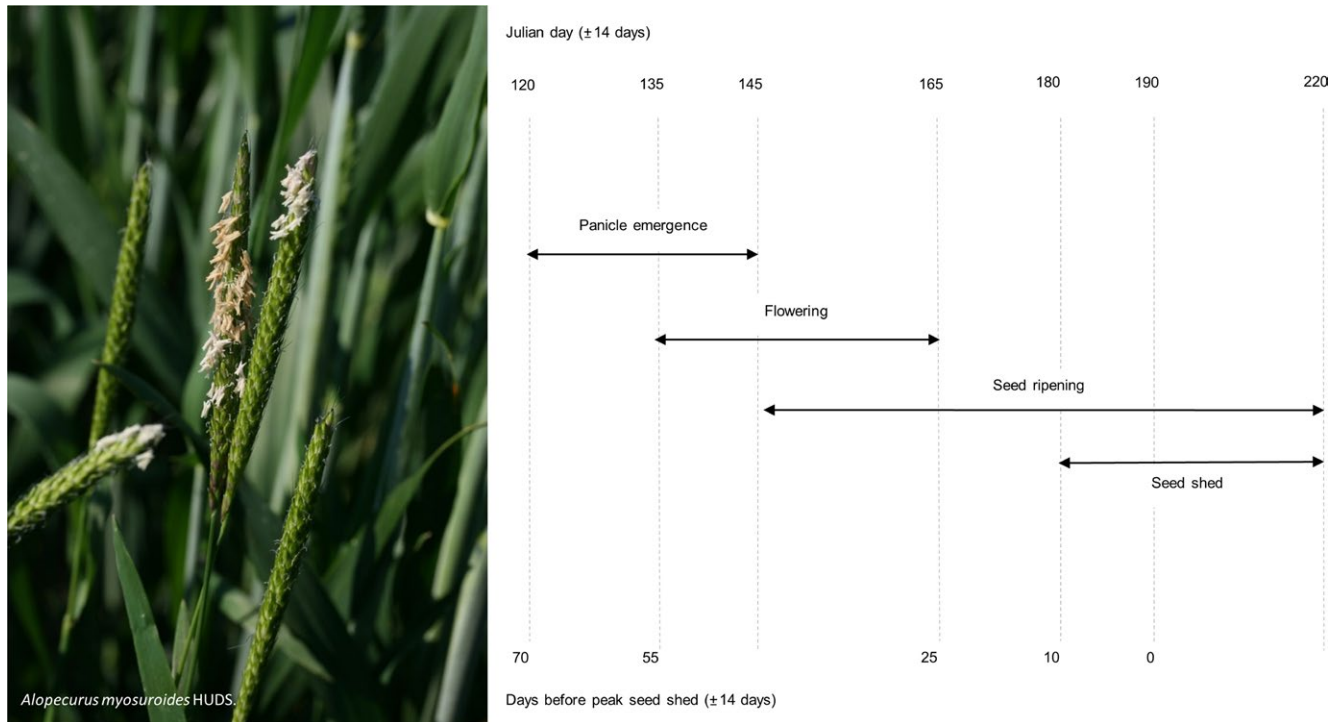 Julian day (±14 days)
120 135 145 165 180 190 220
Panicle emergence
Flowering
Seed ripening
Seed shed
70 55 25 10 0
Alopecurus myosuroides HUDS.
Days before peak seed shed (±14 days)